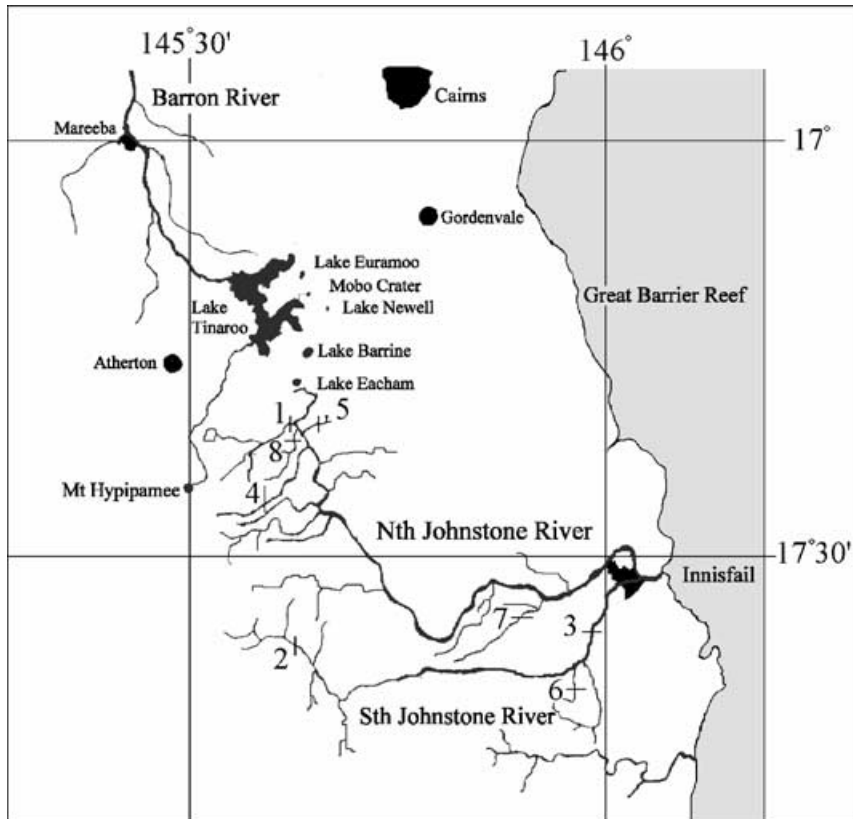 145°30'
146°
Barron River
Cairns
Mareeba
17°
Gordenvale
Lake Euramoo
Mobo Crater
Great Barrier Reef
Lake
Tinaroo
Lake Newell
Lake Barrine
Atherton
Lake Eacham
1
5
8
Mt Hypipamee
4
Nth Johnstone River
17°30'
Innisfail
7
3
2
6
Sth Johnstone River